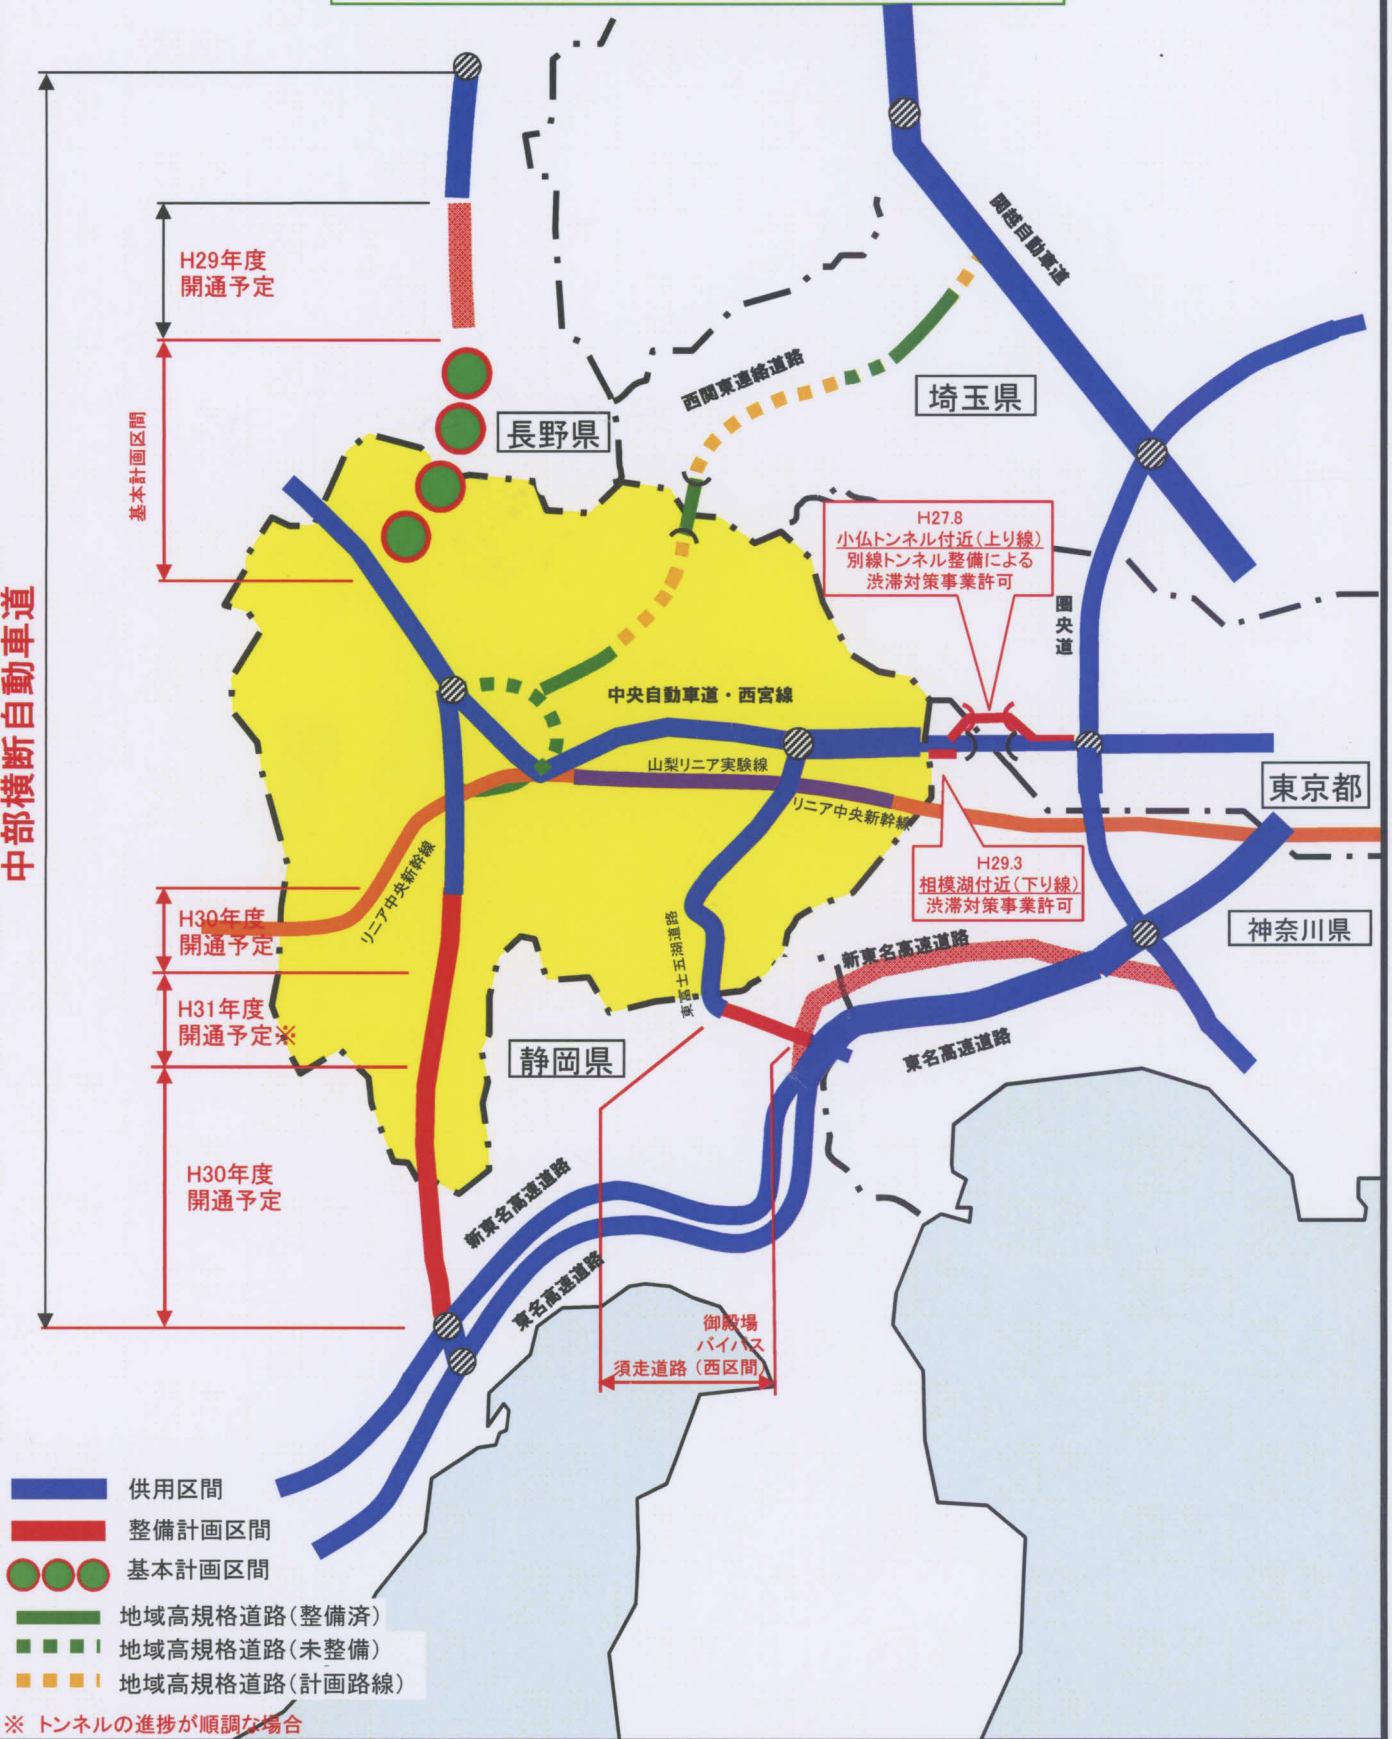 関越自動車道
H29年度
開通予定
西関東連絡道路
埼玉県
長野県
基本計画区間
H27.8
小仏トンネル付近(上り線)
別線トンネル整備による
渋滞対策事業許可
圏央道
中部横断自動車道
中央自動車道・西宮線
山梨リニア実験線
リニア中央新幹線
東京都
H29.3
相模湖付近(下り線)
渋滞対策事業許可
リニア中央新幹線
H30年度
開通予定
神奈川県
東富士五湖道路
新東名高速道路
H31年度
開通予定※
静岡県
東名高速道路
H30年度
開通予定
新東名高速道路
東名高速道路
御殿場
バイパス
須走道路(西区間)
供用区間
整備計画区間
基本計画区間
地域高規格道路(整備済)
地域高規格道路(未整備)
地域高規格道路(計画路線)
※ トンネルの進捗が順調な場合